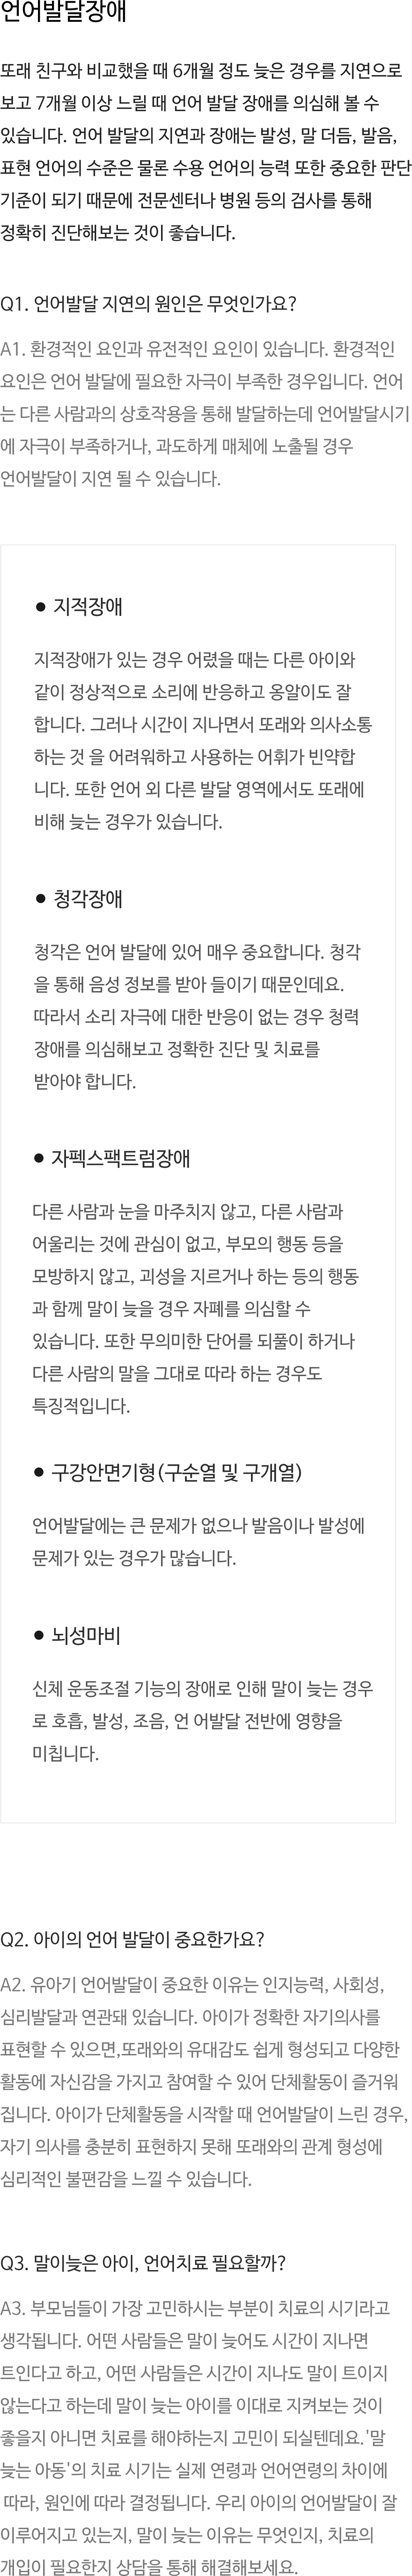 언어발달장애
또래 친구와 비교했을 때 6개월 정도 늦은 경우를 지연으로
보고 7개월 이상 느릴 때 언어 발달 장애를 의심해 볼 수
있습니다. 언어 발달의 지연과 장애는 발성, 말 더듬, 발음,
표현 언어의 수준은 물론 수용 언어의 능력 또한 중요한 판단
기준이 되기 때문에 전문센터나 병원 등의 검사를 통해
정확히 진단해보는 것이 좋습니다.
Q1. 언어발달 지연의 원인은 무엇인가요?
A1. 환경적인 요인과 유전적인 요인이 있습니다. 환경적인
요인은 언어 발달에 필요한 자극이 부족한 경우입니다. 언어
는 다른 사람과의 상호작용을 통해 발달하는데 언어발달시기
에 자극이 부족하거나, 과도하게 매체에 노출될 경우
언어발달이 지연 될 수 있습니다.
● 지적장애
지적장애가 있는 경우 어렸을 때는 다른 아이와
같이 정상적으로 소리에 반응하고 옹알이도 잘
합니다. 그러나 시간이 지나면서 또래와 의사소통
하는 것 을 어려워하고 사용하는 어휘가 빈약합
니다. 또한 언어 외 다른 발달 영역에서도 또래에
비해 늦는 경우가 있습니다.
● 청각장애
청각은 언어 발달에 있어 매우 중요합니다. 청각
을 통해 음성 정보를 받아 들이기 때문인데요.
따라서 소리 자극에 대한 반응이 없는 경우 청력
장애를 의심해보고 정확한 진단 및 치료를
받아야 합니다.
● 자펙스팩트럼장애
다른 사람과 눈을 마주치지 않고, 다른 사람과
어울리는 것에 관심이 없고, 부모의 행동 등을
모방하지 않고, 괴성을 지르거나 하는 등의 행동
과 함께 말이 늦을 경우 자폐를 의심할 수
있습니다. 또한 무의미한 단어를 되풀이 하거나
다른 사람의 말을 그대로 따라 하는 경우도
특징적입니다.
● 구강안면기형(구순열 및 구개열)
언어발달에는 큰 문제가 없으나 발음이나 발성에
문제가 있는 경우가 많습니다.
● 뇌성마비
신체 운동조절 기능의 장애로 인해 말이 늦는 경우
로 호흡, 발성, 조음, 언 어발달 전반에 영향을
미칩니다.
Q2. 아이의 언어 발달이 중요한가요?
A2. 유아기 언어발달이 중요한 이유는 인지능력, 사회성,
심리발달과 연관돼 있습니다. 아이가 정확한 자기의사를
표현할 수 있으면,또래와의 유대감도 쉽게 형성되고 다양한
활동에 자신감을 가지고 참여할 수 있어 단체활동이 즐거워
집니다. 아이가 단체활동을 시작할 때 언어발달이 느린 경우,
자기 의사를 충분히 표현하지 못해 또래와의 관계 형성에
심리적인 불편감을 느낄 수 있습니다.
Q3. 말이늦은 아이, 언어치료 필요할까?
A3. 부모님들이 가장 고민하시는 부분이 치료의 시기라고
생각됩니다. 어떤 사람들은 말이 늦어도 시간이 지나면
트인다고 하고, 어떤 사람들은 시간이 지나도 말이 트이지
않는다고 하는데 말이 늦는 아이를 이대로 지켜보는 것이
좋을지 아니면 치료를 해야하는지 고민이 되실텐데요.'말
늦는 아동'의 치료 시기는 실제 연령과 언어연령의 차이에
따라, 원인에 따라 결정됩니다. 우리 아이의 언어발달이 잘
이루어지고 있는지, 말이 늦는 이유는 무엇인지, 치료의
개입이 필요한지 상담을 통해 해결해보세요.